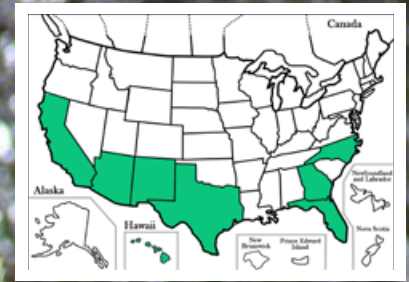 Canada
Newfoundland
and Labrador
Alaska
Hawaii
New
Brunswick
Prince Edward
Island
Nova Scotia